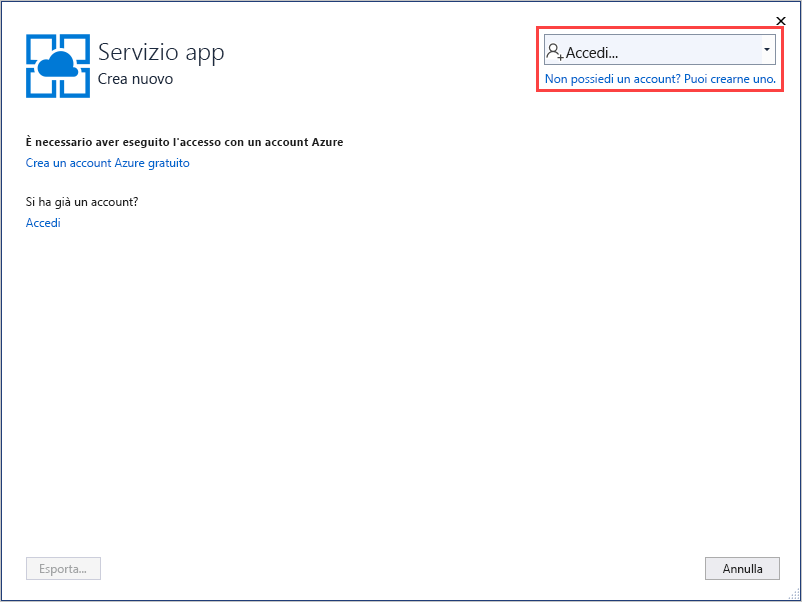 Servizio app
Crea nuovo
Accedi...
Non possiedi un account? Puoi crearne uno.
È necessario aver eseguito l'accesso con un account Azure
Crea un account Azure gratuito
Si ha già un account?
Accedi
Esporta...
Annulla